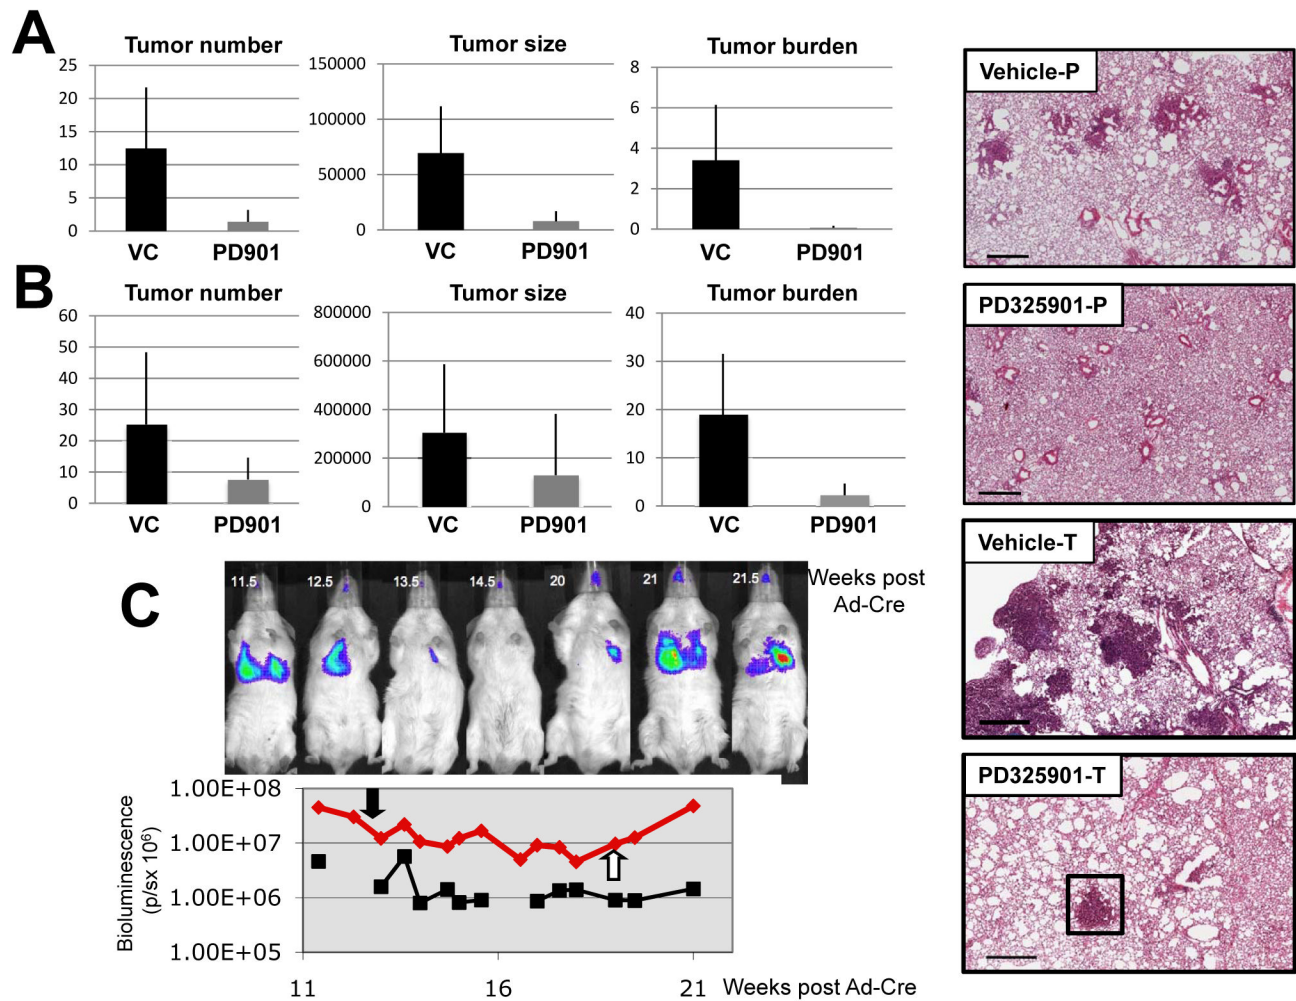 A
Tumor number
25
20
15
10
5
0
VC
PD901
Tumor size
150000
100000
50000
0
VC
PD901
Tumor burden
8
6
4
2
0
VC
PD901
B
Tumor number
60
50
40
30
20
10
0
VC
PD901
Tumor size
800000
600000
400000
200000
0
VC
PD901
Tumor burden
40
30
20
10
0
VC
PD901
C
11.5
12.5
13.5
14.5
20
21
21.5
Weeks post
Ad-Cre
Bioluminescence
(p/sx 10⁶)
1.00E+08
1.00E+07
1.00E+06
1.00E+05
11
16
21
Weeks post Ad-Cre
Vehicle-P
PD325901-P
Vehicle-T
PD325901-T